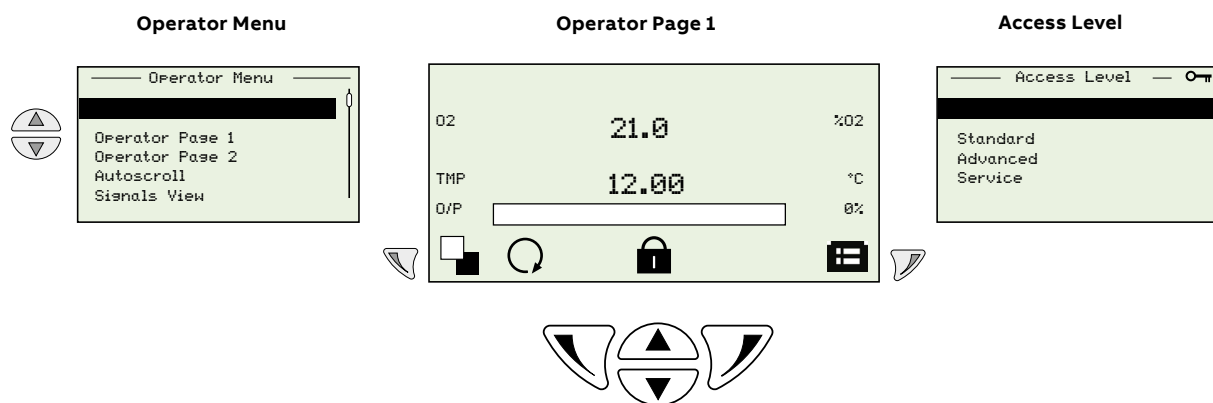 Operator Menu
Operator Page 1
Access Level
Operator Menu
Operator Page 1
Operator Page 2
Autoscroll
Signals View
O2 21.0 %O2
TMP 12.00 °C
O/P 0%
Access Level
Standard
Advanced
Service